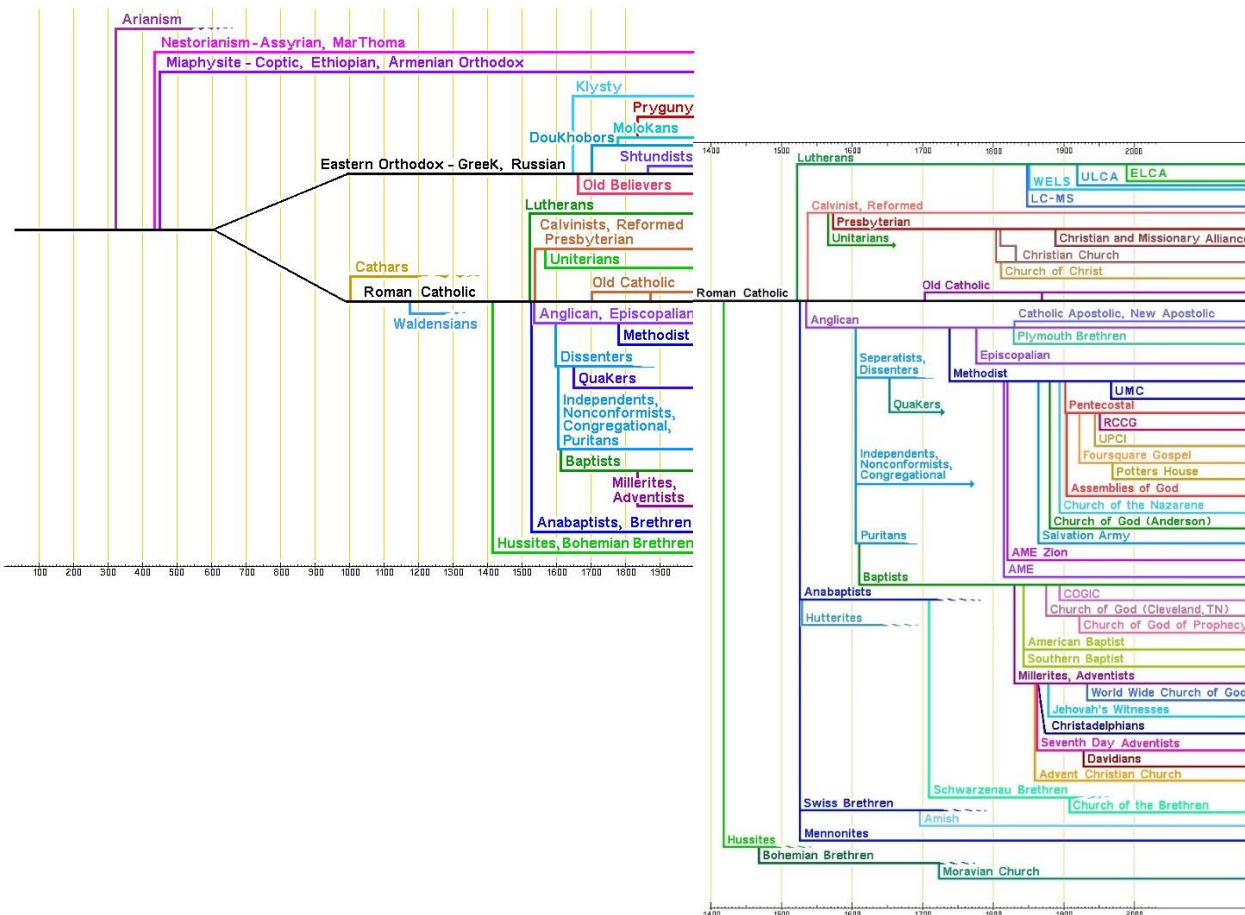 Arianism
Nestorianism-Assyrian, MarThoma
Miaphysite - Coptic, Ethiopian, Armenian Orthodox
Klysty
Pryguny
MoloKans
DouKhobors
Shtundists
Eastern Orthodox - GreeK, Russian
Old Believers
Lutherans
Calvinists, Reformed
Presbyterian
Uniterians
Cathars
Old Catholic
Roman Catholic
Waldensians
Anglican, Episcopalian
Methodist
Dissenters
QuaKers
Independents,
Nonconformists,
Congregational,
Puritans
Baptists
Millerites,
Adventists
Anabaptists, Brethren
Hussites, Bohemian Brethren
100 200 300 400 500 600 700 800 900 1000 1100 1200 1300 1400 1500 1600 1700 1800 1900
1400 1500 1600 1700 1800 1900 2000
Lutherans
WELS
ULCA
ELCA
LC-MS
Calvinist, Reformed
Presbyterian
Unitarians
Christian and Missionary Alliance
Christian Church
Church of Christ
Old Catholic
Roman Catholic
Anglican
Catholic Apostolic, New Apostolic
Plymouth Brethren
Episcopalian
Seperatists,
Dissenters
Methodist
UMC
QuaKers
Pentecostal
RCCG
UPCI
Foursquare Gospel
Potters House
Independents,
Nonconformists,
Congregational
Assemblies of God
Church of the Nazarene
Church of God (Anderson)
Puritans
Salvation Army
AME Zion
AME
Baptists
Anabaptists
COGIC
Church of God (Cleveland, TN)
Hutterites
Church of God of Prophecy
American Baptist
Southern Baptist
Millerites, Adventists
World Wide Church of God
Jehovah's Witnesses
Christadelphians
Seventh Day Adventists
Davidians
Advent Christian Church
Schwarzenau Brethren
Church of the Brethren
Swiss Brethren
Amish
Mennonites
Hussites
Bohemian Brethren
Moravian Church
1400 1500 1600 1700 1800 1900 2000